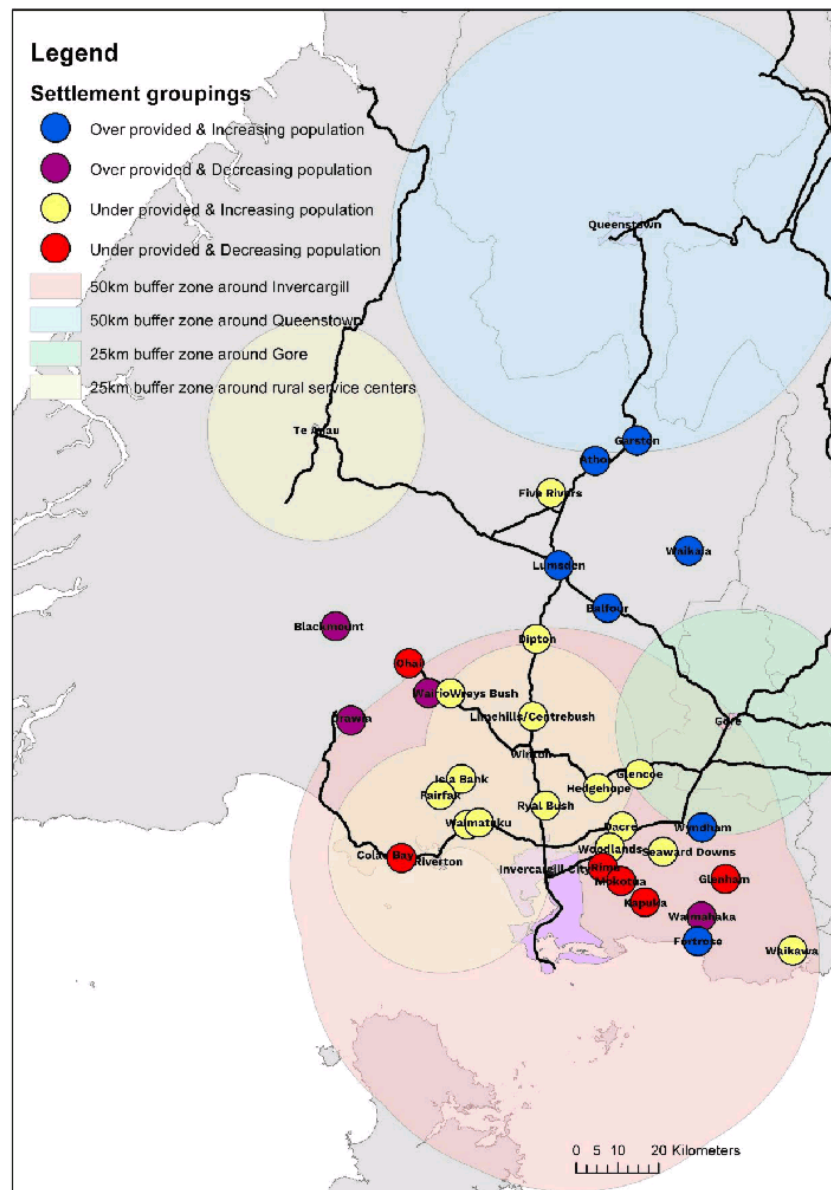 Legend
Settlement groupings
Over provided & Increasing population
Over provided & Decreasing population
Under provided & Increasing population
Under provided & Decreasing population
50km buffer zone around Invercargill
50km buffer zone around Queenstown
25km buffer zone around Gore
25km buffer zone around rural service centers
Queenstown
Te Anau
Garston
Athol
Five Rivers
Waikaia
Lumsden
Balfour
Blackmount
Dipton
Ohai
Wairio
Wreys Bush
Orawia
Limehills/Centrebush
Gore
Winton
Isla Bank
Glencoe
Hedgehope
Fairfax
Ryal Bush
Waimatuku
Dacre
Wyndham
Woodlands
Seaward Downs
Colac Bay
Riverton
Invercargill City
Rimu
Mokotua
Glenham
Kapuka
Waimahaka
Fortrose
Waikawa
0 5 10 20 Kilometers